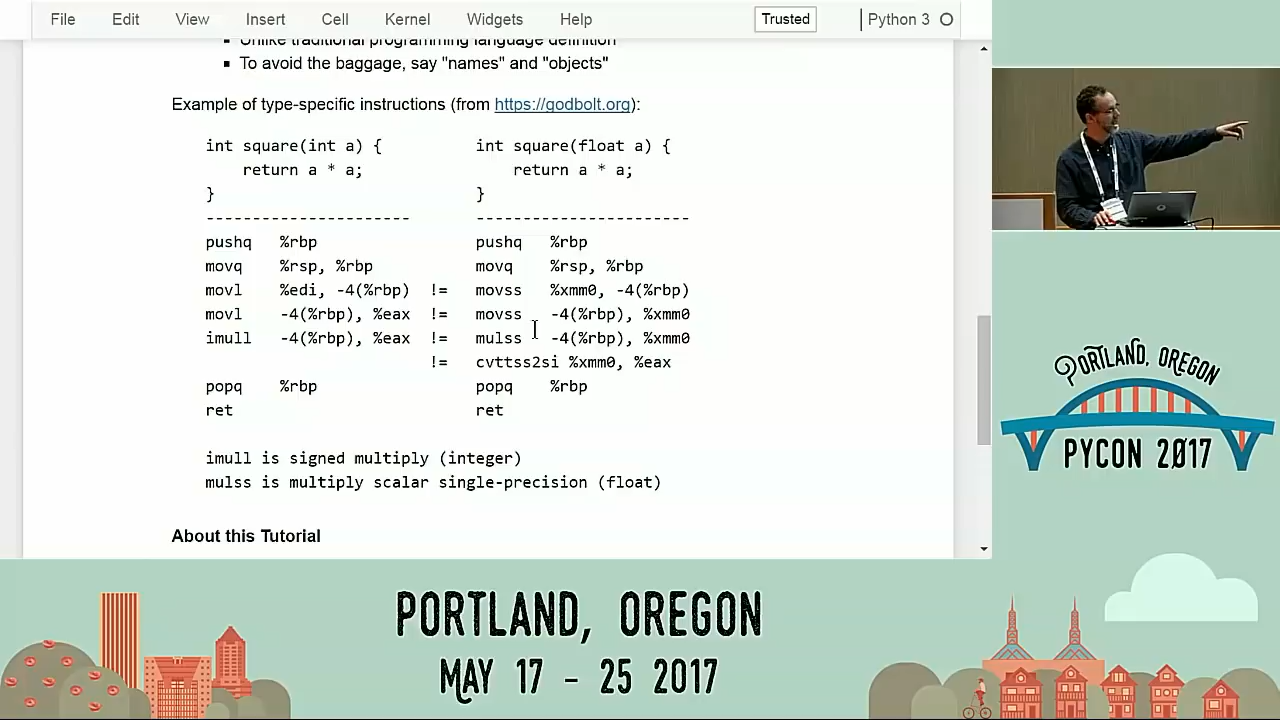 File Edit View Insert Cell Kernel Widgets Help Trusted Python 3
Unlike traditional programming language definition
To avoid the baggage, say "names" and "objects"
Example of type-specific instructions (from https://godbolt.org):
int square(int a) { int square(float a) {
return a * a; return a * a;
} }
---------------------- -----------------------
pushq %rbp pushq %rbp
movq %rsp, %rbp movq %rsp, %rbp
movl %edi, -4(%rbp) != movss %xmm0, -4(%rbp)
movl -4(%rbp), %eax != movss -4(%rbp), %xmm0
imull -4(%rbp), %eax != mulss -4(%rbp), %xmm0
!= cvttss2si %xmm0, %eax
popq %rbp popq %rbp
ret ret
imull is signed multiply (integer)
mulss is multiply scalar single-precision (float)
About this Tutorial
PORTLAND, OREGON
PYCON 2017
PORTLAND, OREGON
MAY 17 - 25 2017